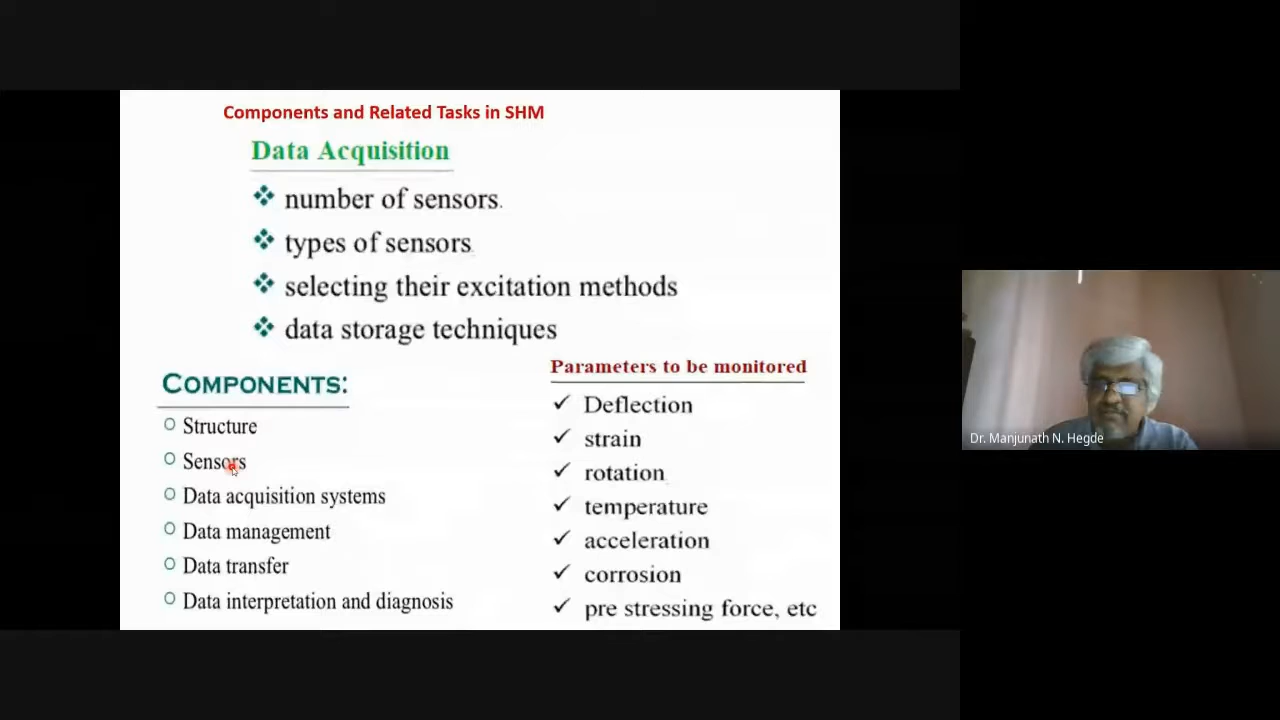 Components and Related Tasks in SHM
Data Acquisition
number of sensors.
types of sensors
selecting their excitation methods
data storage techniques
COMPONENTS:
Structure
Sensors
Data acquisition systems
Data management
Data transfer
Data interpretation and diagnosis
Parameters to be monitored
Deflection
strain
rotation
temperature
acceleration
corrosion
pre stressing force, etc
Dr. Manjunath N. Hegde